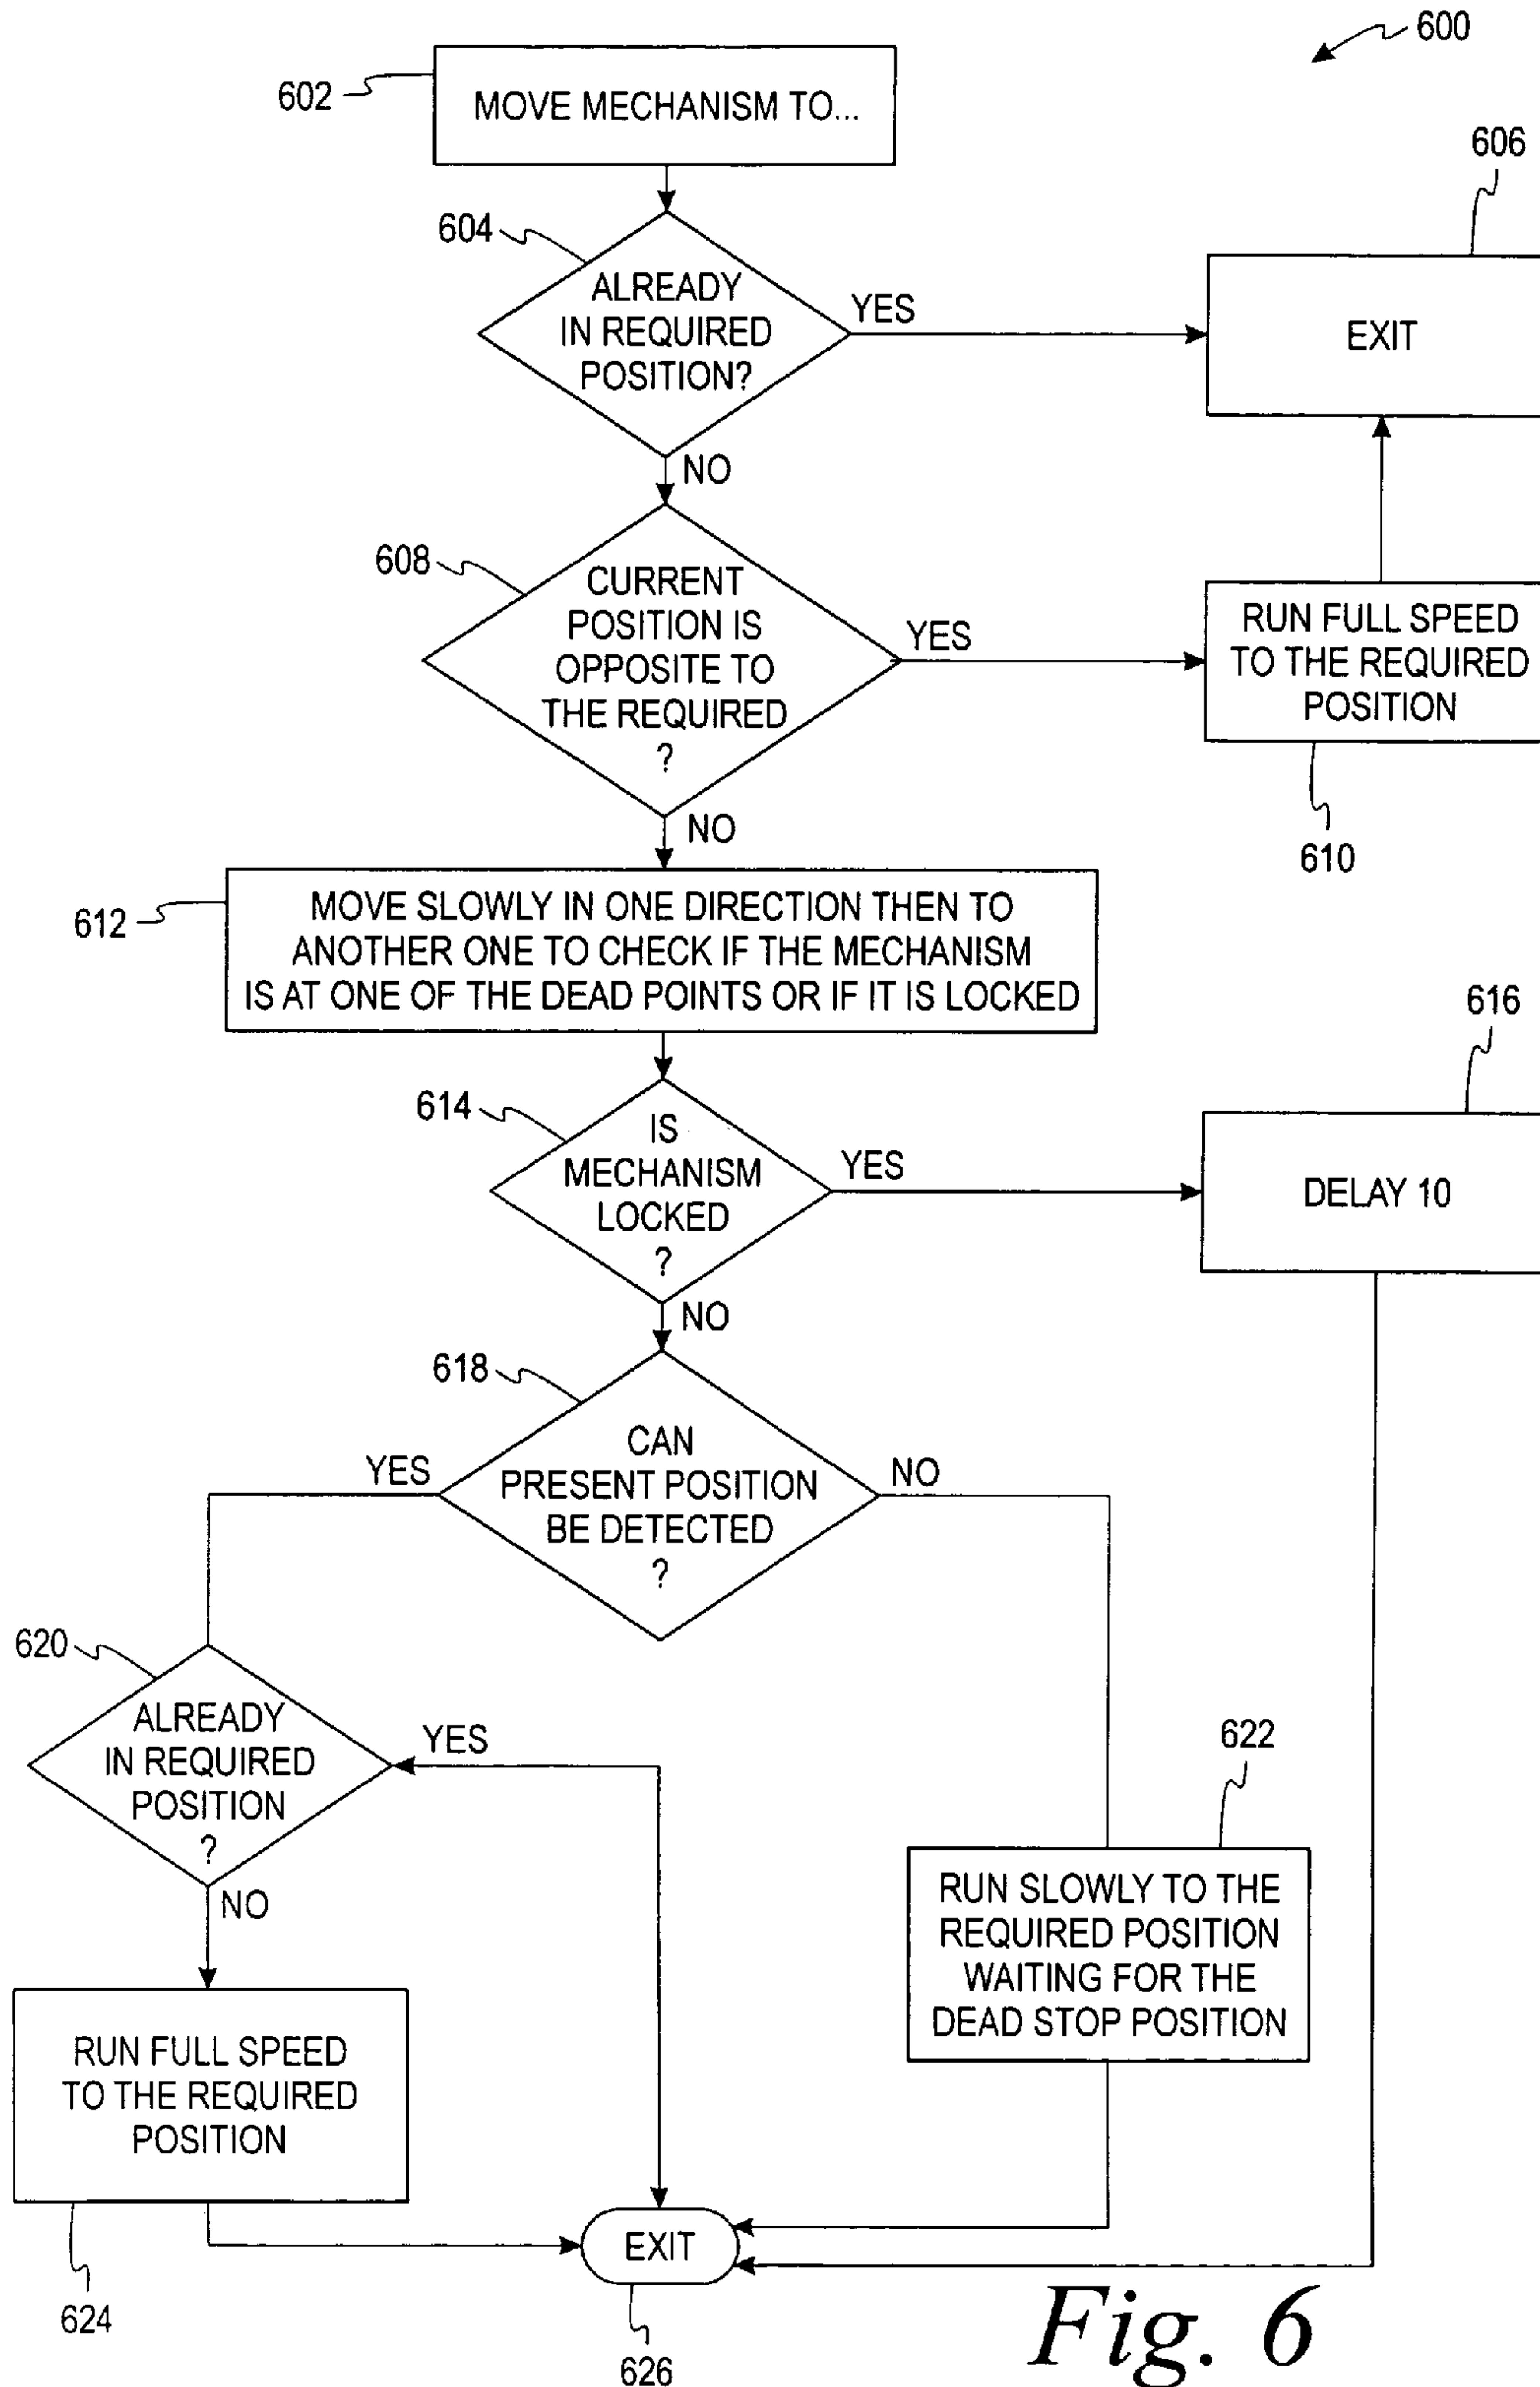 600
602
MOVE MECHANISM TO...
606
604
ALREADY
IN REQUIRED
POSITION?
YES
EXIT
NO
608
CURRENT
POSITION IS
OPPOSITE TO
THE REQUIRED
?
YES
RUN FULL SPEED
TO THE REQUIRED
POSITION
610
NO
612
MOVE SLOWLY IN ONE DIRECTION THEN TO
ANOTHER ONE TO CHECK IF THE MECHANISM
IS AT ONE OF THE DEAD POINTS OR IF IT IS LOCKED
616
614
IS
MECHANISM
LOCKED
?
YES
DELAY 10
NO
618
CAN
PRESENT POSITION
BE DETECTED
?
YES
NO
620
ALREADY
IN REQUIRED
POSITION
?
YES
622
NO
RUN SLOWLY TO THE
REQUIRED POSITION
WAITING FOR THE
DEAD STOP POSITION
RUN FULL SPEED
TO THE REQUIRED
POSITION
624
EXIT
626
Fig. 6